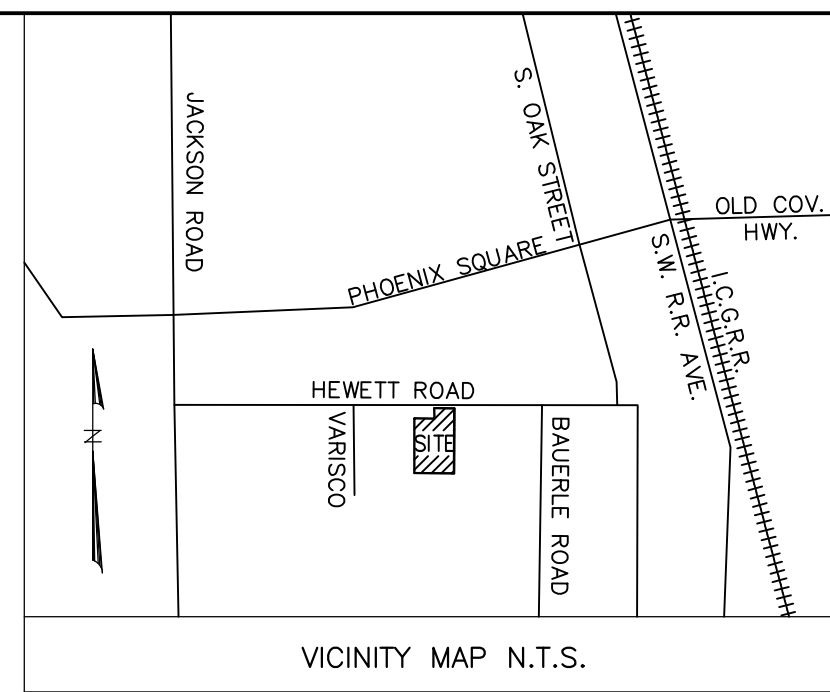 JACKSON ROAD
S. OAK STREET
OLD COV.
HWY.
PHOENIX SQUARE
S.W. R.R. AVE.
I.C.G.R.R.
HEWETT ROAD
VARISCO
SITE
BAUERLE ROAD
N
VICINITY MAP N.T.S.